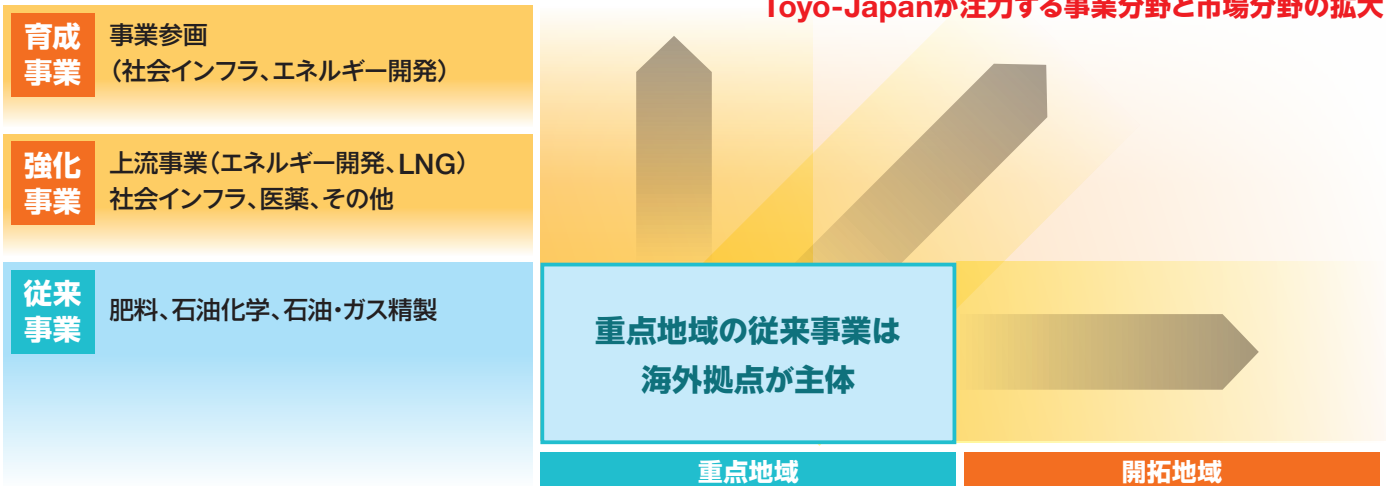 Toyo-Japanが注力する事業分野と市場分野の拡大
育成
事業
事業参画
（社会インフラ、エネルギー開発）
強化
事業
上流事業（エネルギー開発、LNG）
社会インフラ、医薬、その他
従来
事業
肥料、石油化学、石油・ガス精製
重点地域の従来事業は
海外拠点が主体
重点地域
開拓地域